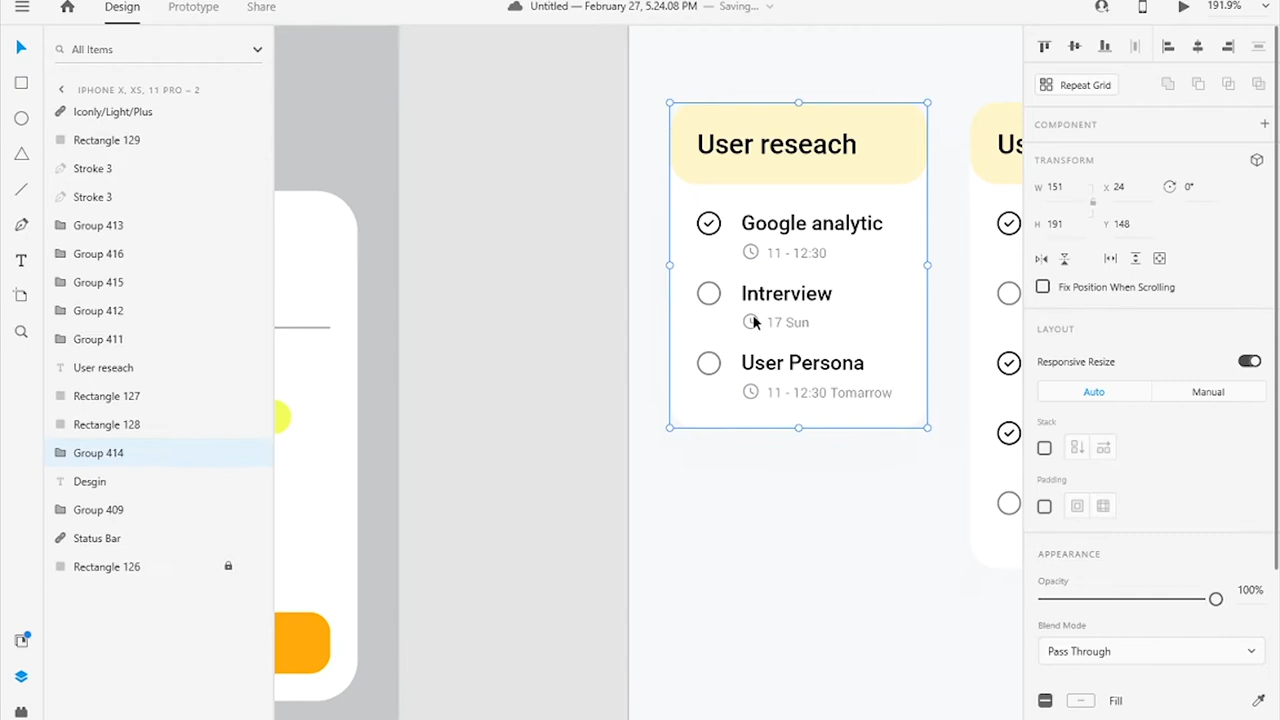 Design Prototype Share Untitled — February 27, 5.24.08 PM — Saving... 191.9%
All Items
IPHONE X, XS, 11 PRO – 2
Iconly/Light/Plus
Rectangle 129
Stroke 3
Stroke 3
Group 413
Group 416
Group 415
Group 412
Group 411
User reseach
Rectangle 127
Rectangle 128
Group 414
Desgin
Group 409
Status Bar
Rectangle 126
User reseach
Google analytic
11 - 12:30
Intrerview
17 Sun
User Persona
11 - 12:30 Tomarrow
Us
Repeat Grid
COMPONENT
TRANSFORM
W 151 X 24 0°
H 191 Y 148
Fix Position When Scrolling
LAYOUT
Responsive Resize
Auto Manual
Stack
Padding
APPEARANCE
Opacity
100%
Blend Mode
Pass Through
Fill